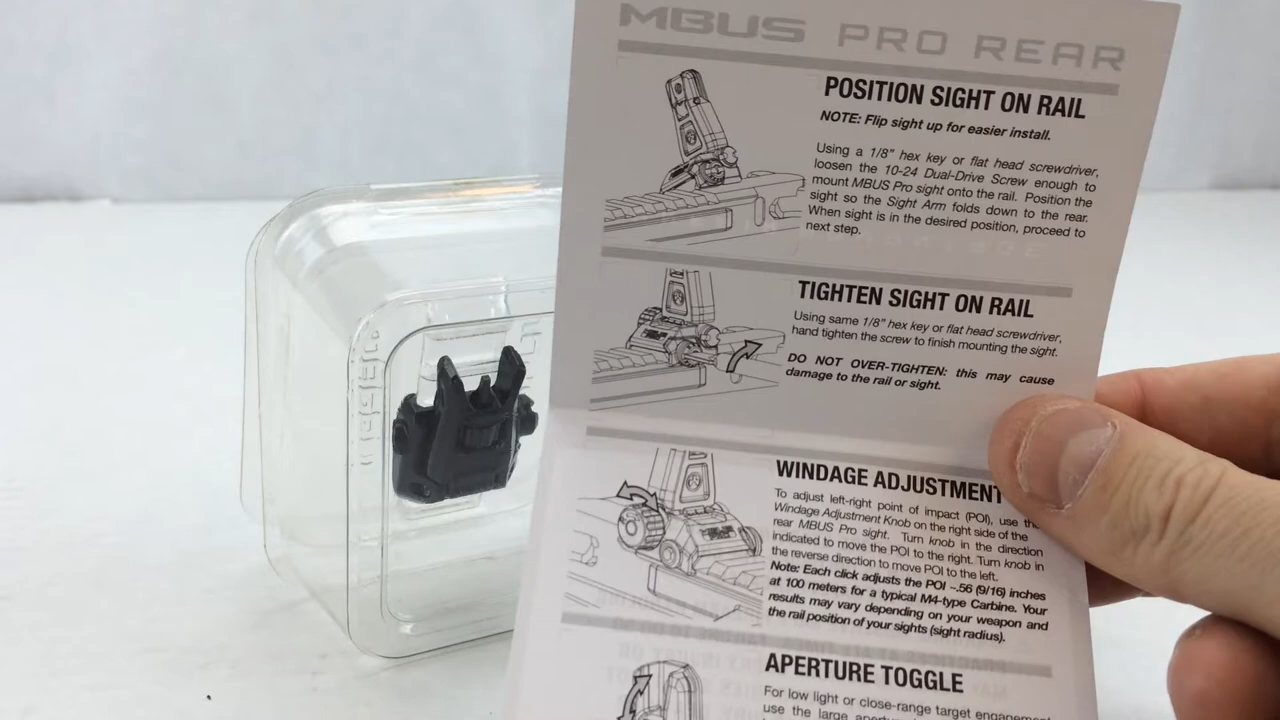 MBUS PRO REAR
POSITION SIGHT ON RAIL
NOTE: Flip sight up for easier install.
Using a 1/8" hex key or flat head screwdriver,
loosen the 10-24 Dual-Drive Screw enough to
mount MBUS Pro sight onto the rail. Position the
sight so the Sight Arm folds down to the rear.
When sight is in the desired position, proceed to
next step.
TIGHTEN SIGHT ON RAIL
Using same 1/8" hex key or flat head screwdriver,
hand tighten the screw to finish mounting the sight.
DO NOT OVER-TIGHTEN: this may cause
damage to the rail or sight.
WINDAGE ADJUSTMENT
To adjust left-right point of impact (POI), use the
Windage Adjustment Knob on the right side of the
rear MBUS Pro sight. Turn knob in the direction
indicated to move the POI to the right. Turn knob in
the reverse direction to move POI to the left.
Note: Each click adjusts the POI ~.56 (9/16) inches
at 100 meters for a typical M4-type Carbine. Your
results may vary depending on your weapon and
the rail position of your sights (sight radius).
APERTURE TOGGLE
For low light or close-range target engagement
use the large aperture